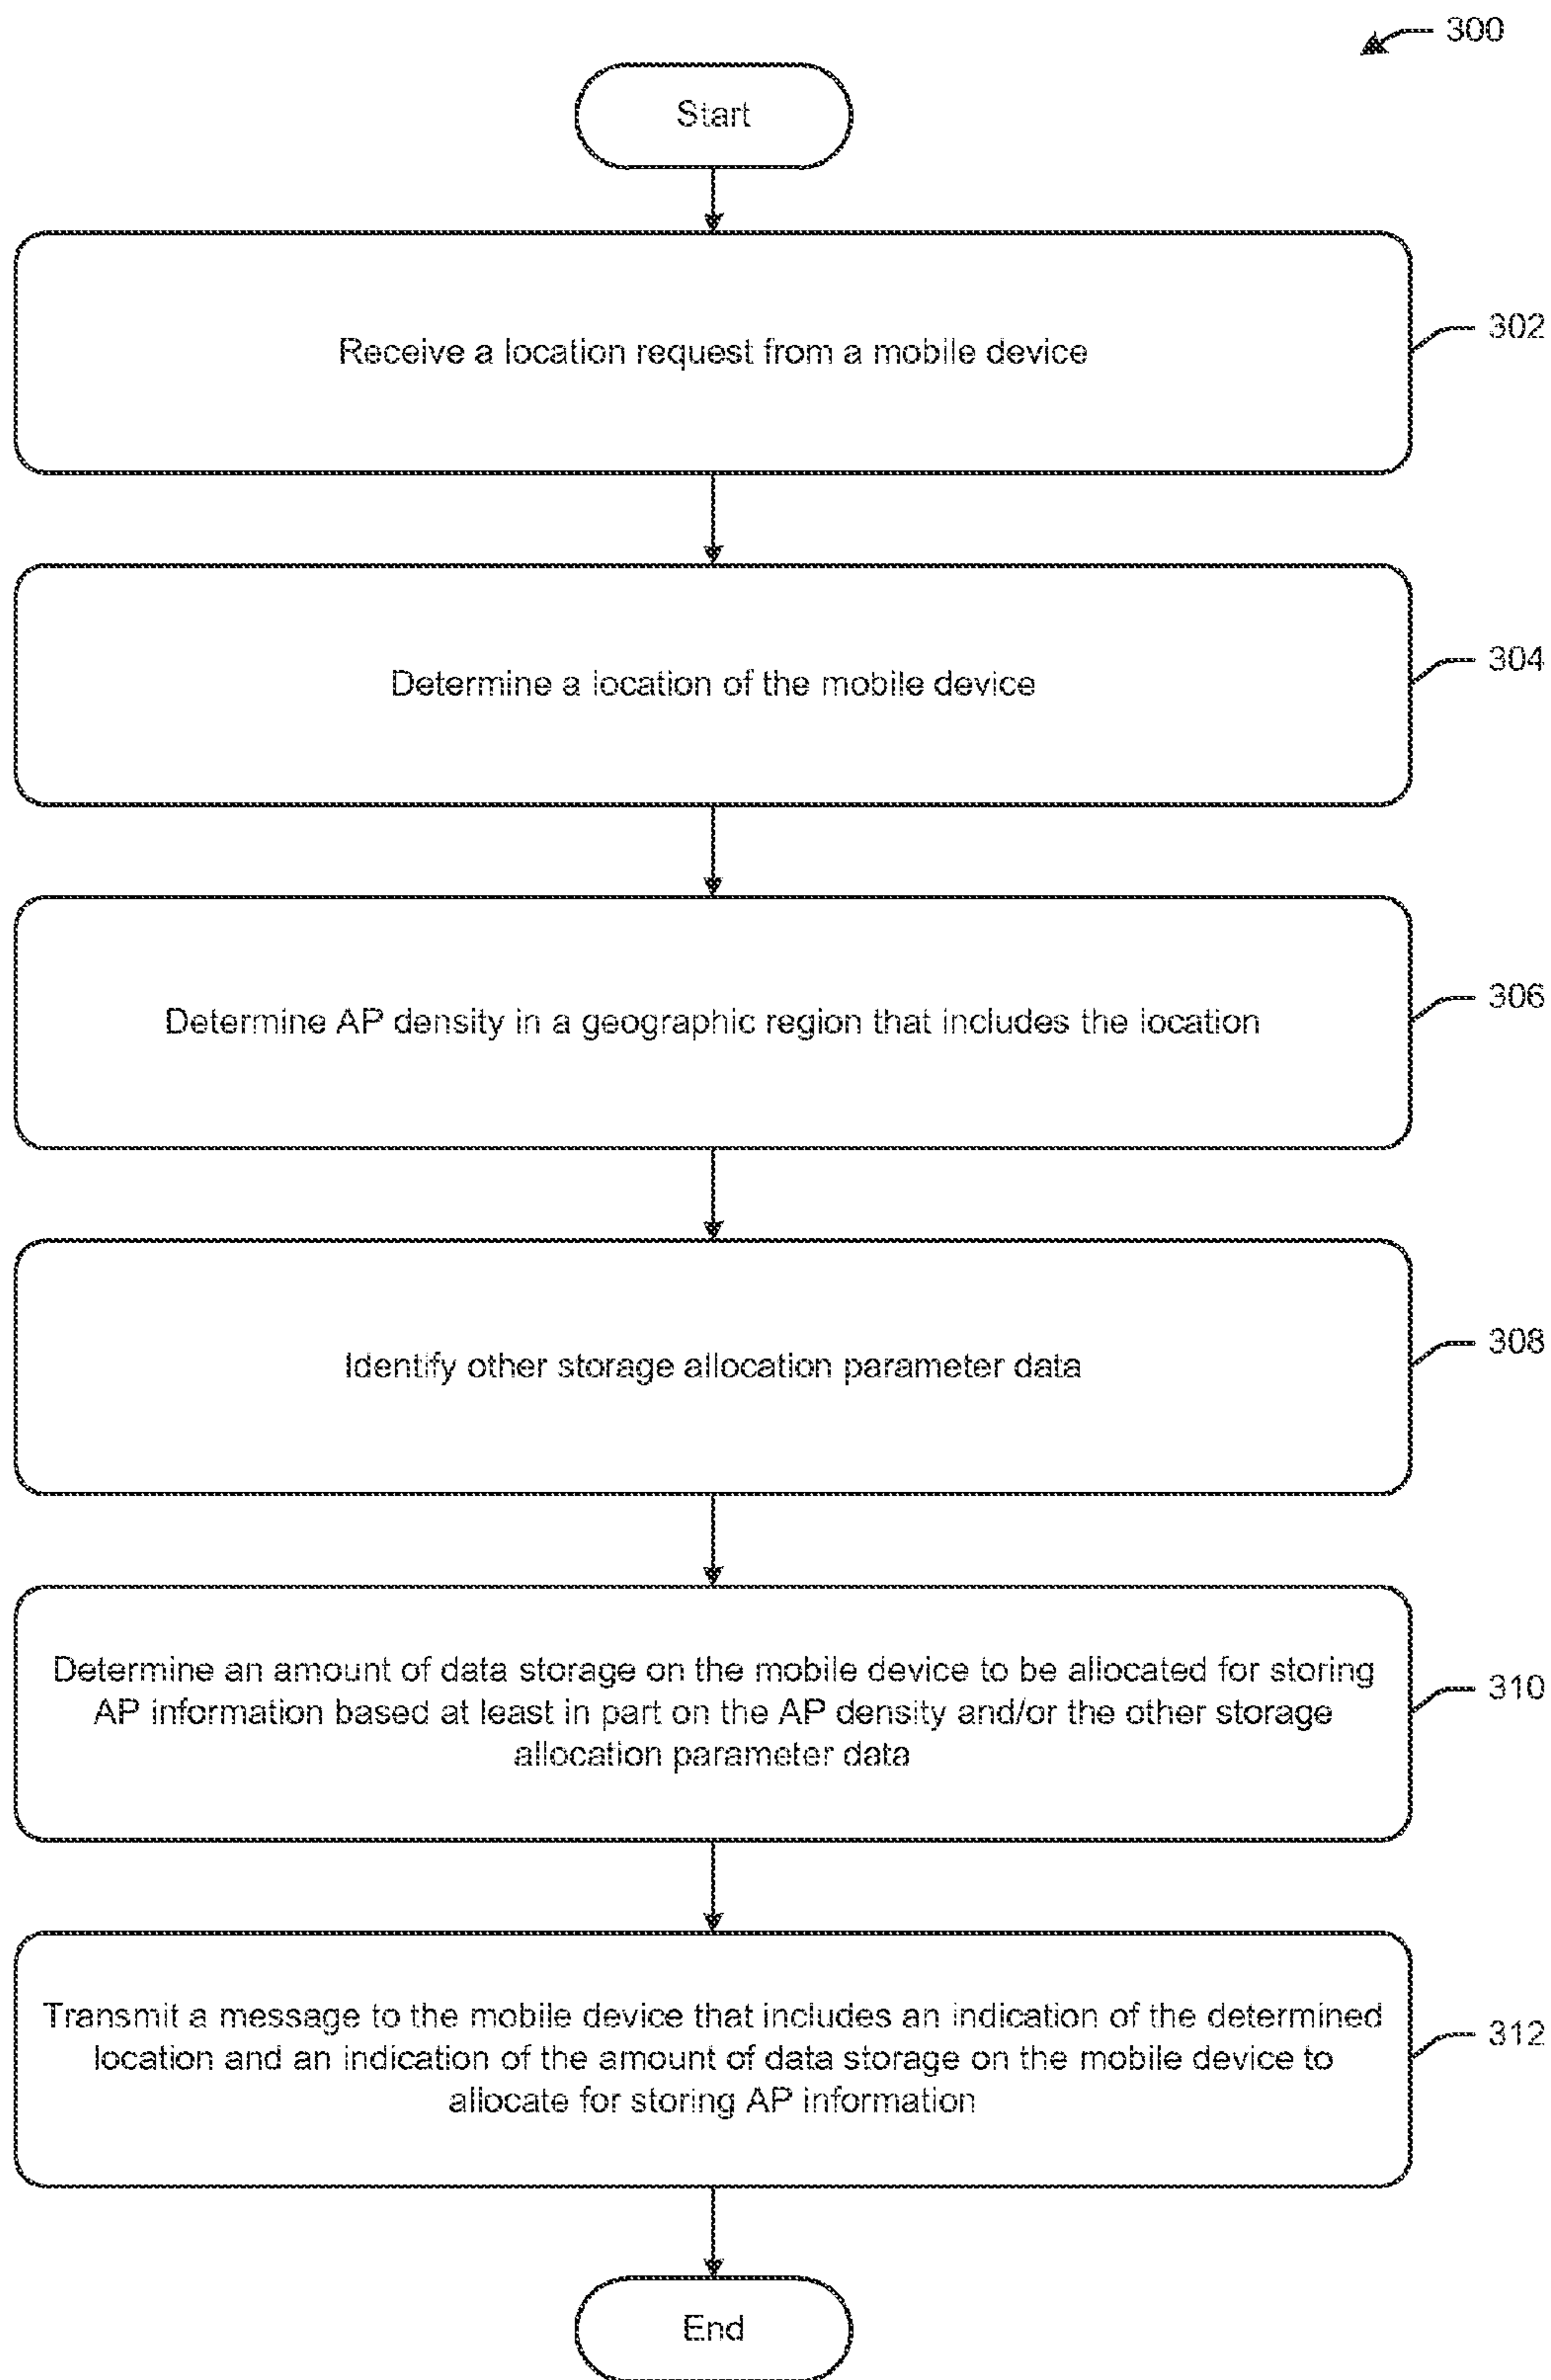 300
Start
Receive a location request from a mobile device
302
Determine a location of the mobile device
304
Determine AP density in a geographic region that includes the location
306
Identify other storage allocation parameter data
308
Determine an amount of data storage on the mobile device to be allocated for storing
AP information based at least in part on the AP density and/or the other storage
allocation parameter data
310
Transmit a message to the mobile device that includes an indication of the determined
location and an indication of the amount of data storage on the mobile device to
allocate for storing AP information
312
End